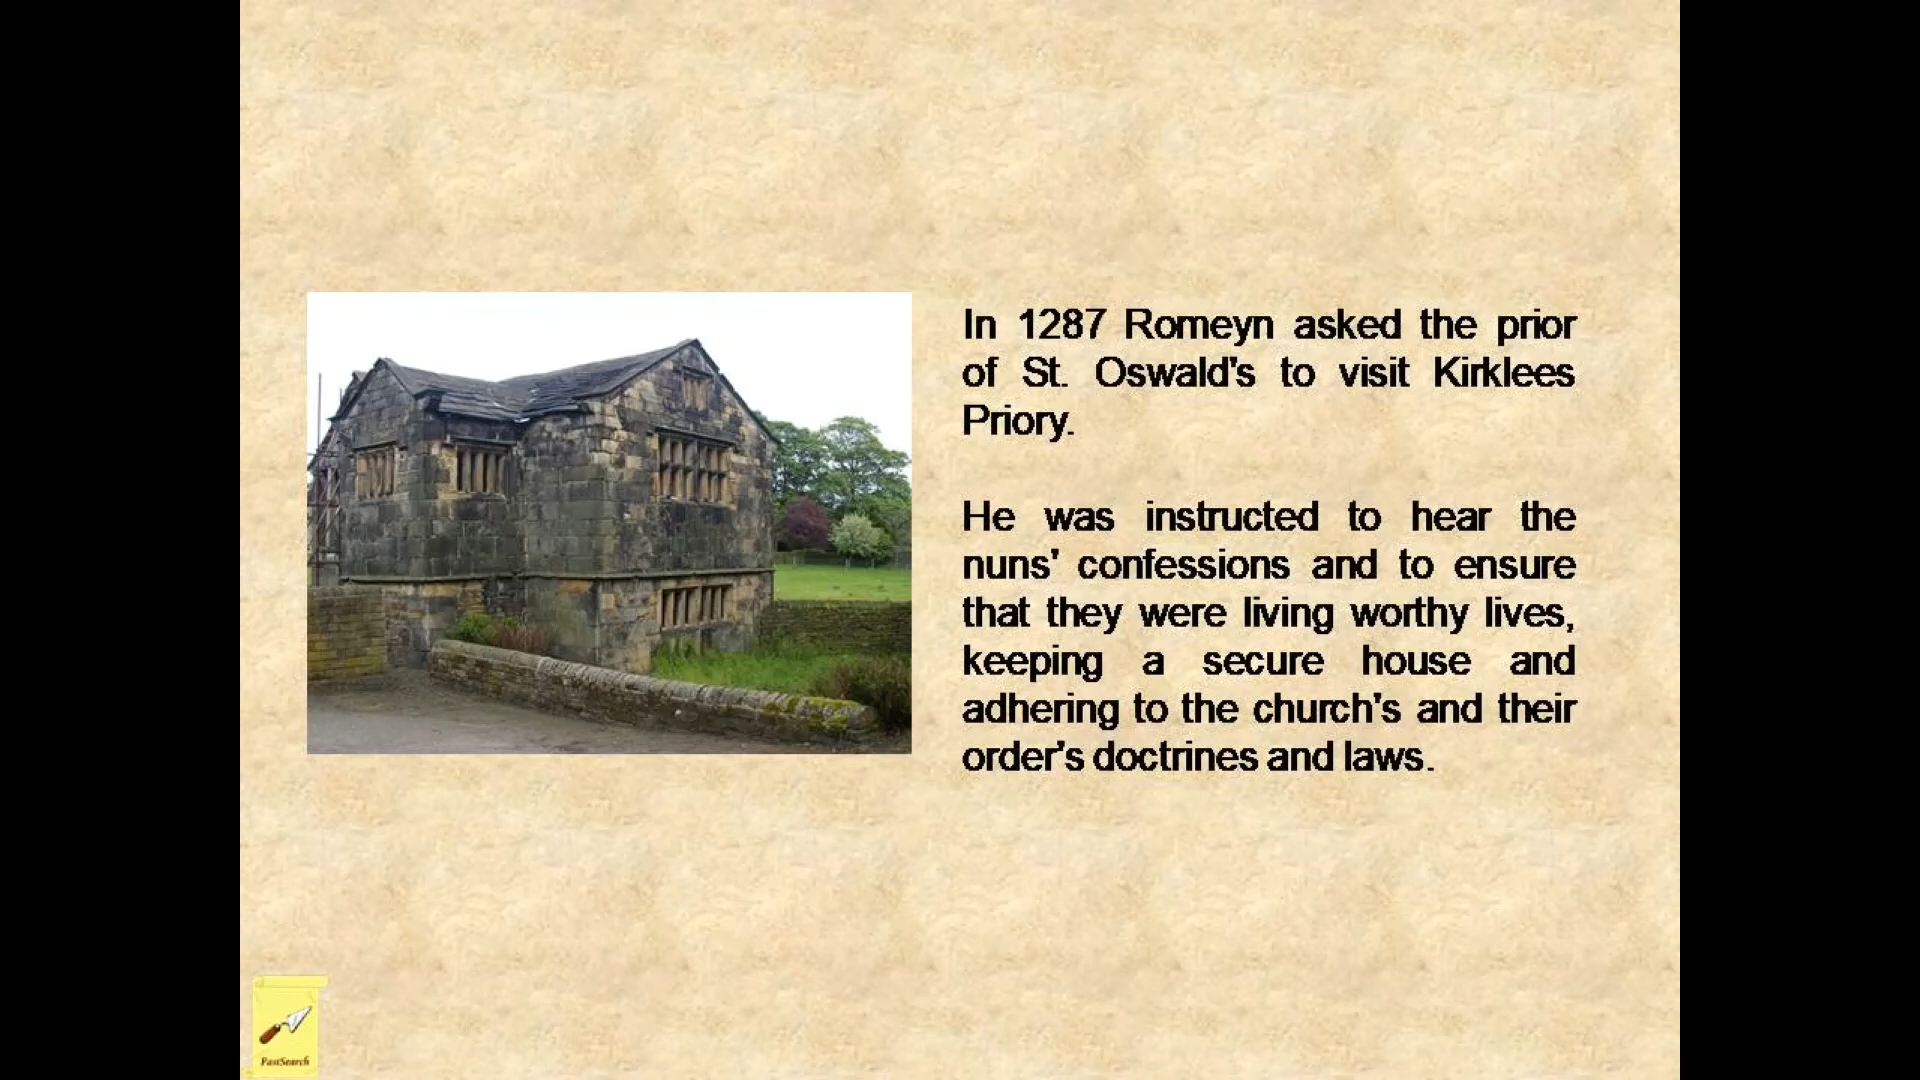 In 1287 Romeyn asked the prior
of St. Oswald's to visit Kirklees
Priory.
He was instructed to hear the
nuns' confessions and to ensure
that they were living worthy lives,
keeping a secure house and
adhering to the church's and their
order's doctrines and laws.
PastSearch